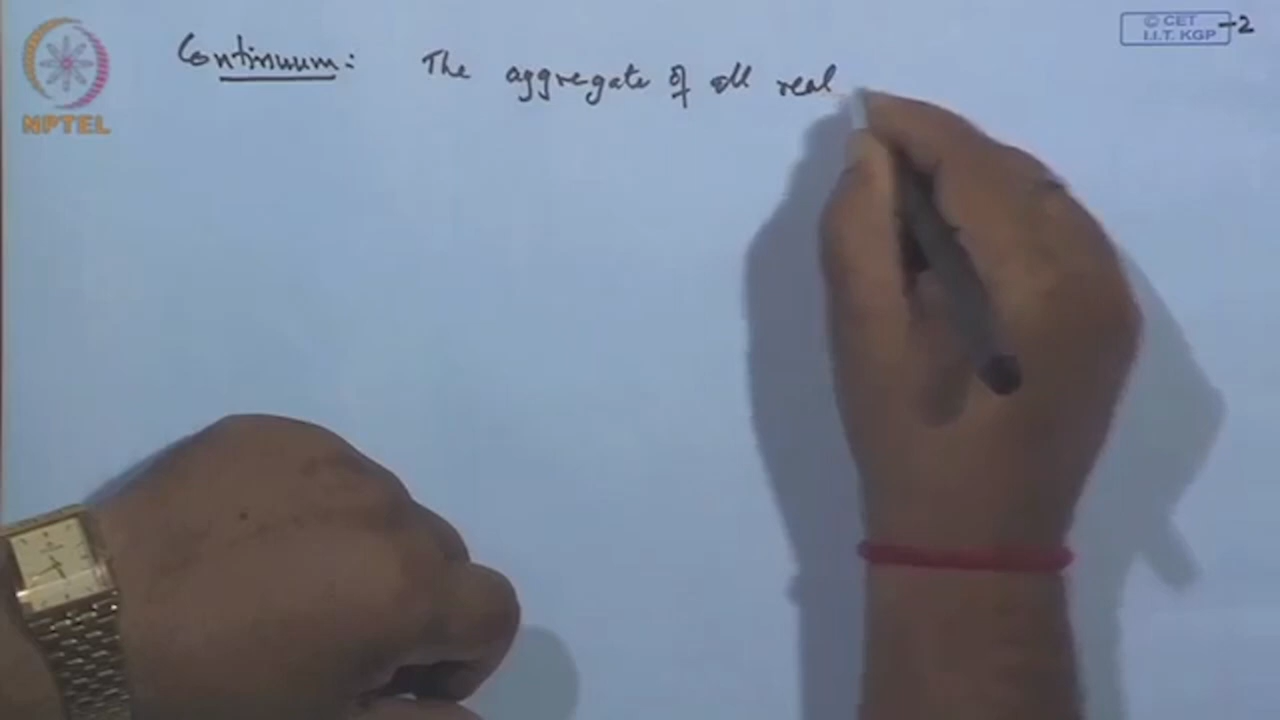 Continuum: The aggregate of all real
© CET
I.I.T. KGP
-2
NPTEL